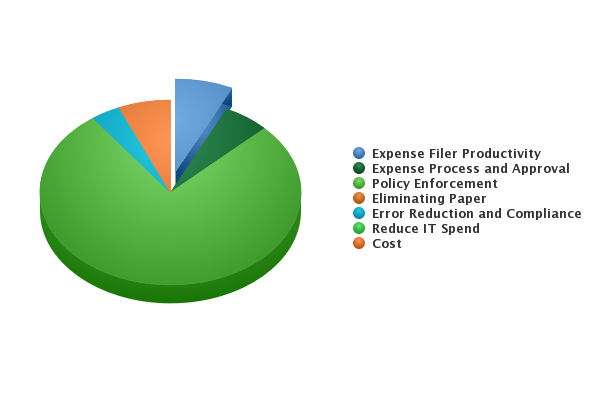 Expense Filer Productivity
Expense Process and Approval
Policy Enforcement
Eliminating Paper
Error Reduction and Compliance
Reduce IT Spend
Cost